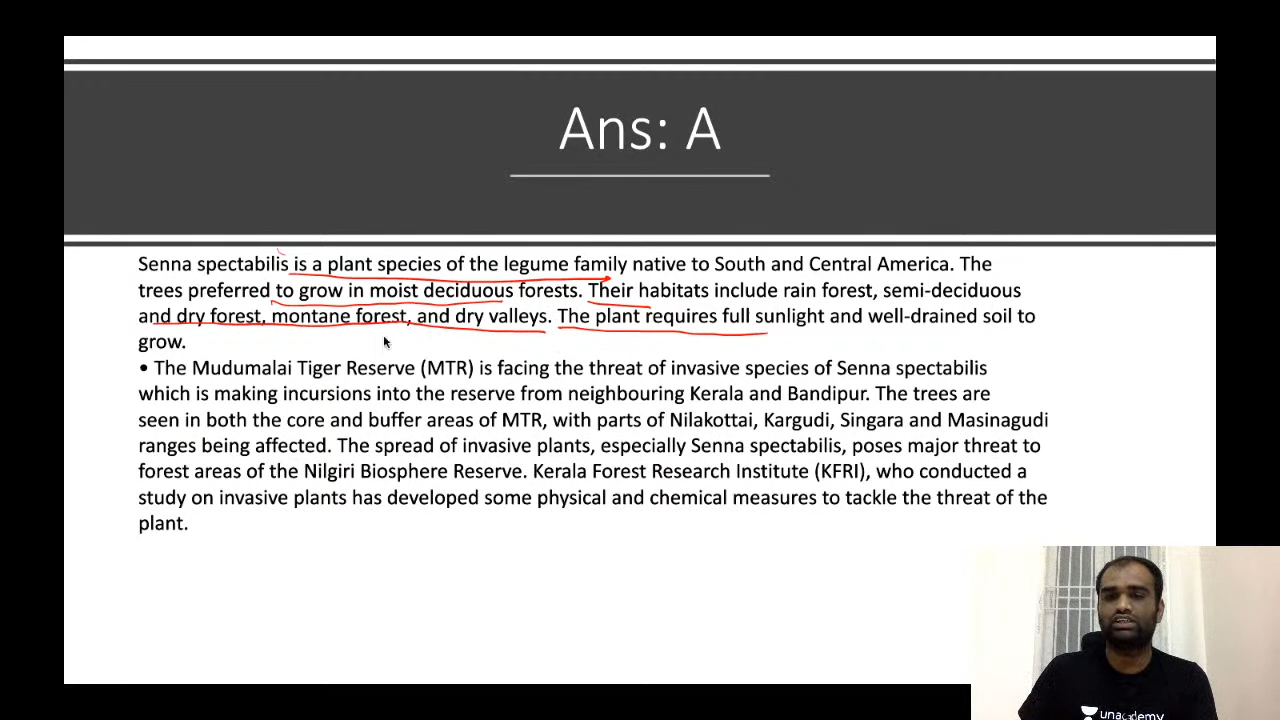 Ans: A
Senna spectabilis is a plant species of the legume family native to South and Central America. The
trees preferred to grow in moist deciduous forests. Their habitats include rain forest, semi-deciduous
and dry forest, montane forest, and dry valleys. The plant requires full sunlight and well-drained soil to
grow.
• The Mudumalai Tiger Reserve (MTR) is facing the threat of invasive species of Senna spectabilis
which is making incursions into the reserve from neighbouring Kerala and Bandipur. The trees are
seen in both the core and buffer areas of MTR, with parts of Nilakottai, Kargudi, Singara and Masinagudi
ranges being affected. The spread of invasive plants, especially Senna spectabilis, poses major threat to
forest areas of the Nilgiri Biosphere Reserve. Kerala Forest Research Institute (KFRI), who conducted a
study on invasive plants has developed some physical and chemical measures to tackle the threat of the
plant.
unacademy